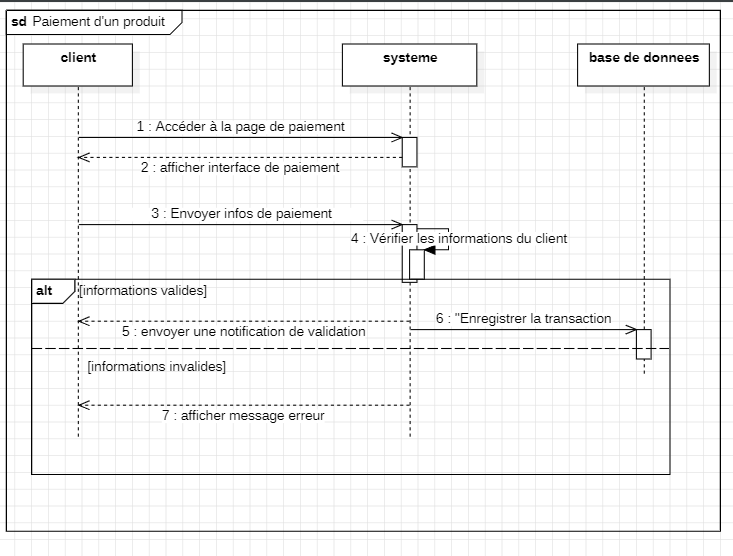 sd Paiement d'un produit
client
systeme
base de donnees
1 : Accéder à la page de paiement
2 : afficher interface de paiement
3 : Envoyer infos de paiement
4 : Vérifier les informations du client
alt
[informations valides]
6 : "Enregistrer la transaction
5 : envoyer une notification de validation
[informations invalides]
7 : afficher message erreur